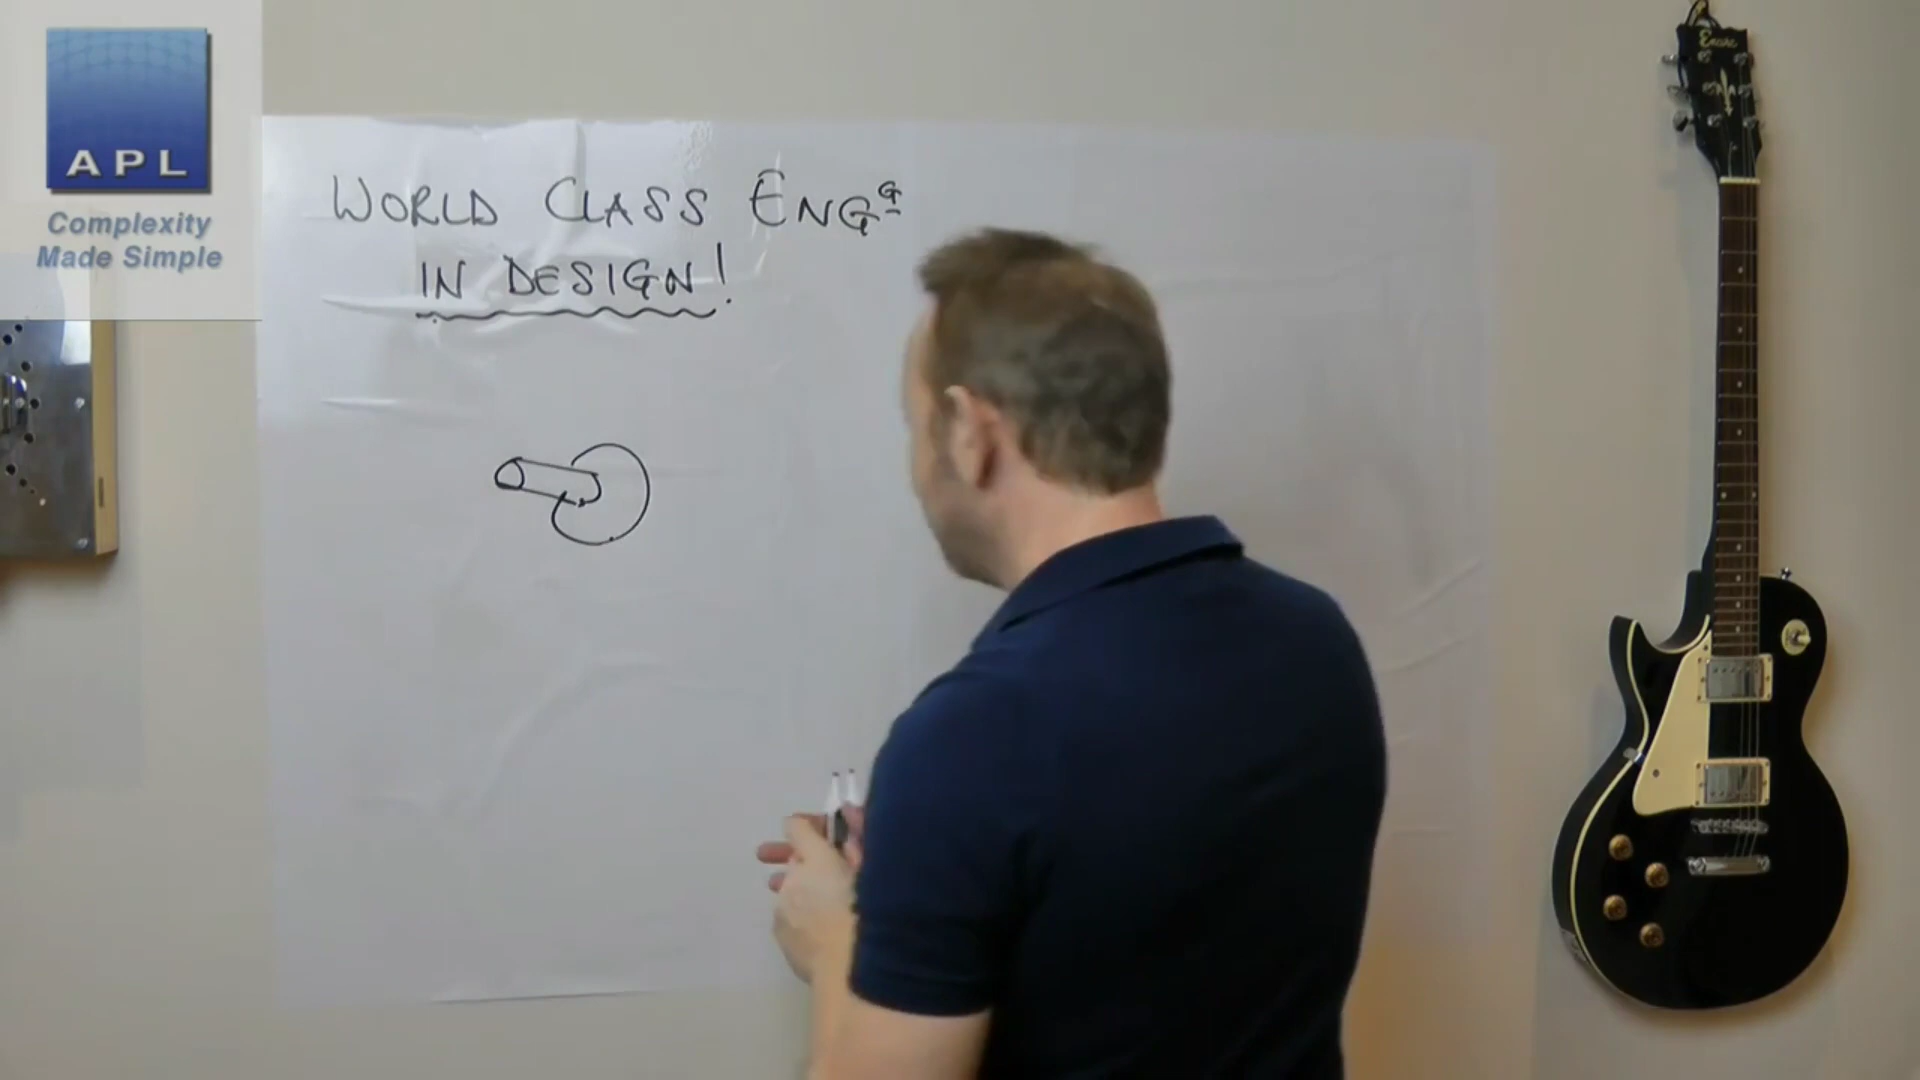 APL
Complexity
Made Simple
WORLD CLASS ENGG
IN DESIGN!